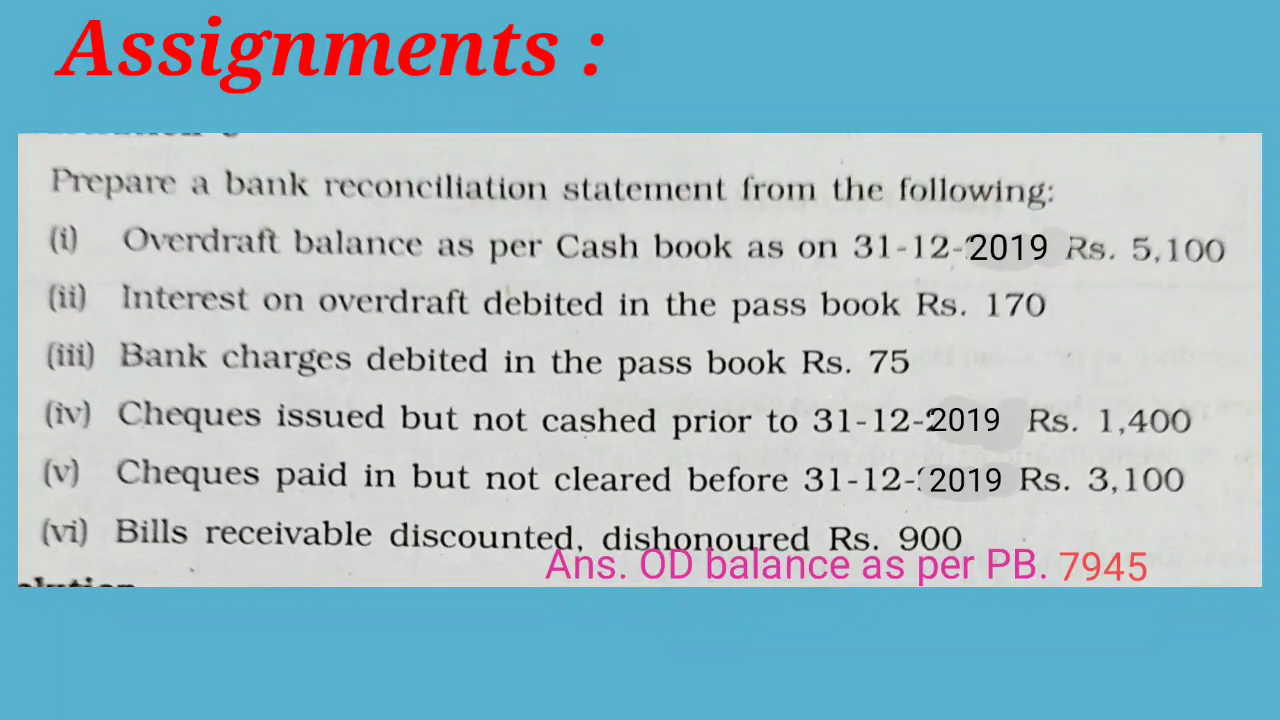 Assignments :
Prepare a bank reconciliation statement from the following:
(i) Overdraft balance as per Cash book as on 31-12-2019 Rs. 5,100
(ii) Interest on overdraft debited in the pass book Rs. 170
(iii) Bank charges debited in the pass book Rs. 75
(iv) Cheques issued but not cashed prior to 31-12-2019 Rs. 1,400
(v) Cheques paid in but not cleared before 31-12-2019 Rs. 3,100
(vi) Bills receivable discounted, dishonoured Rs. 900
Ans. OD balance as per PB. 7945